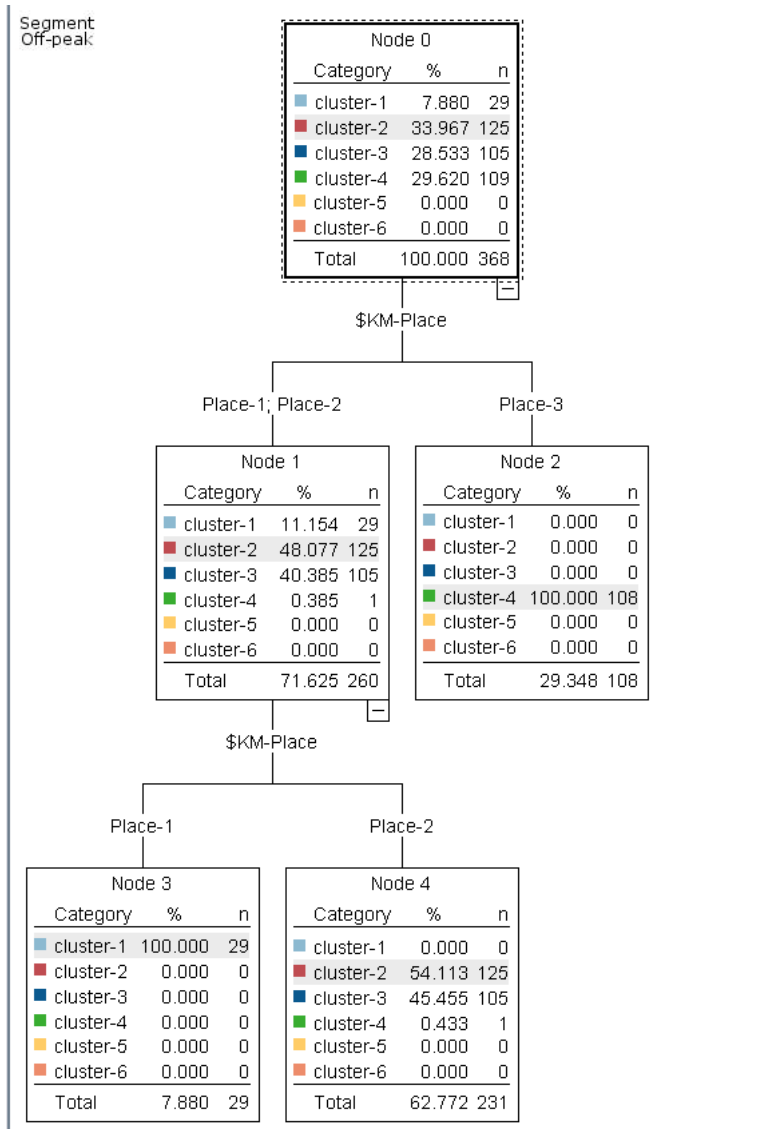 Segment
Off-peak
Node 0
Category % n
cluster-1 7.880 29
cluster-2 33.967 125
cluster-3 28.533 105
cluster-4 29.620 109
cluster-5 0.000 0
cluster-6 0.000 0
Total 100.000 368
$KM-Place
Place-1; Place-2 Place-3
Node 1
Category % n
cluster-1 11.154 29
cluster-2 48.077 125
cluster-3 40.385 105
cluster-4 0.385 1
cluster-5 0.000 0
cluster-6 0.000 0
Total 71.625 260
Node 2
Category % n
cluster-1 0.000 0
cluster-2 0.000 0
cluster-3 0.000 0
cluster-4 100.000 108
cluster-5 0.000 0
cluster-6 0.000 0
Total 29.348 108
$KM-Place
Place-1 Place-2
Node 3
Category % n
cluster-1 100.000 29
cluster-2 0.000 0
cluster-3 0.000 0
cluster-4 0.000 0
cluster-5 0.000 0
cluster-6 0.000 0
Total 7.880 29
Node 4
Category % n
cluster-1 0.000 0
cluster-2 54.113 125
cluster-3 45.455 105
cluster-4 0.433 1
cluster-5 0.000 0
cluster-6 0.000 0
Total 62.772 231